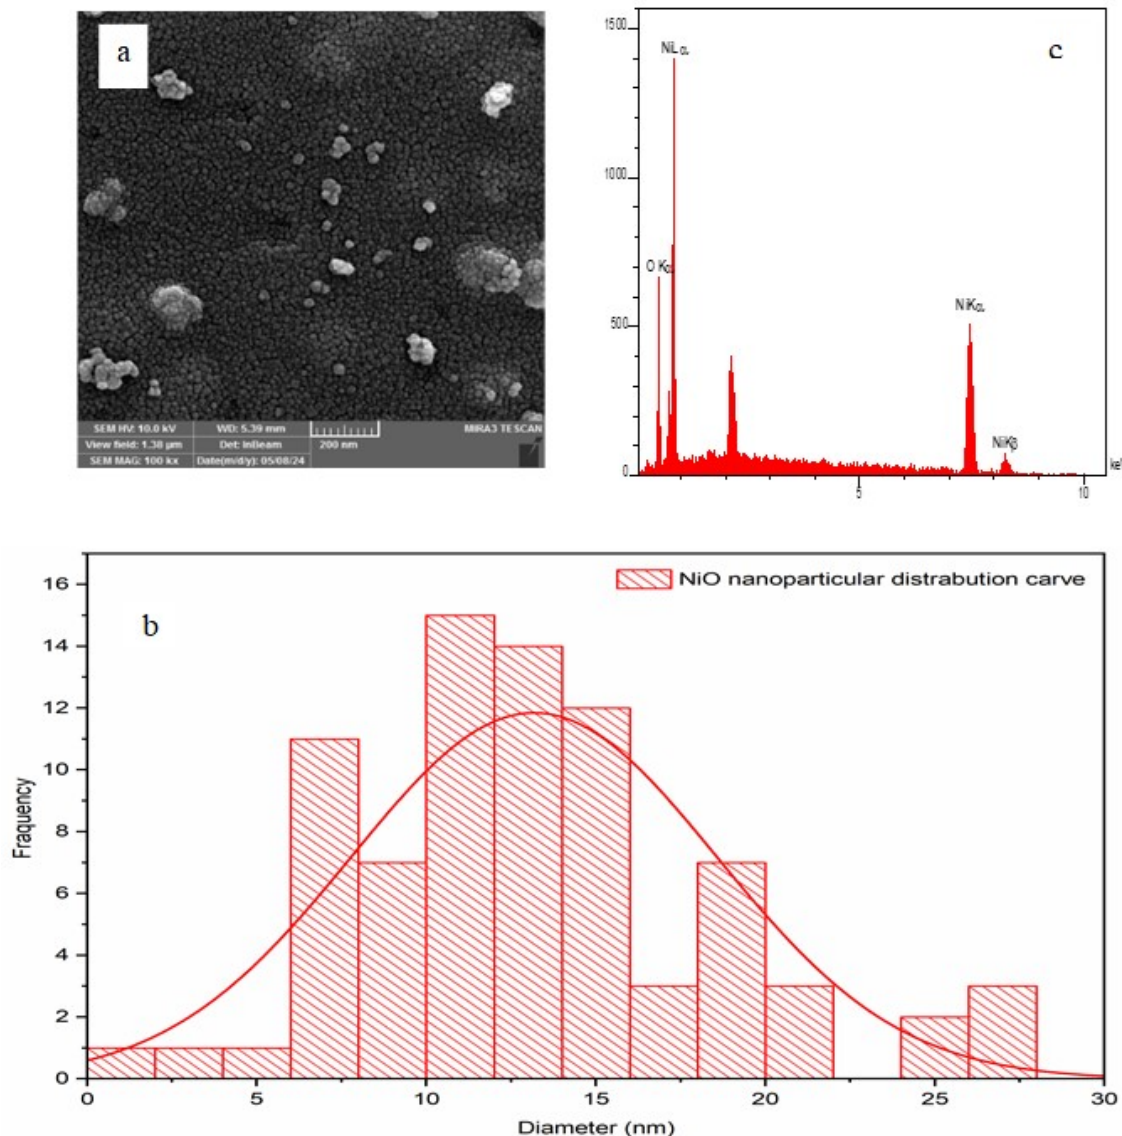 a
SEM HV: 10.0 kV WD: 5.39 mm MIRA3 TESCAN
View field: 1.38 µm Det: InBeam 200 nm
SEM MAG: 100 kx Date(m/d/y): 05/08/24
c
1500
1000
500
0
NiLα
O Kα
NiKα
NiKβ
5 10 keV
b
NiO nanoparticular distrabution carve
Fraquency
16
14
12
10
8
6
4
2
0
0 5 10 15 20 25 30
Diameter (nm)